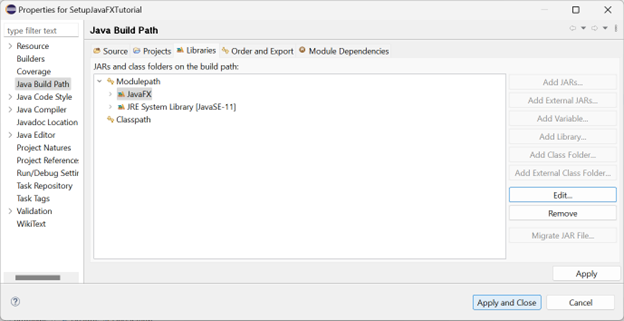 Properties for SetupJavaFXTutorial
type filter text
Resource
Builders
Coverage
Java Build Path
Java Code Style
Java Compiler
Javadoc Location
Java Editor
Project Natures
Project References
Run/Debug Settin
Task Repository
Task Tags
Validation
WikiText
Java Build Path
Source
Projects
Libraries
Order and Export
Module Dependencies
JARs and class folders on the build path:
Modulepath
JavaFX
JRE System Library [JavaSE-11]
Classpath
Add JARs...
Add External JARs...
Add Variable...
Add Library...
Add Class Folder...
Add External Class Folder...
Edit...
Remove
Migrate JAR File...
Apply
Apply and Close
Cancel